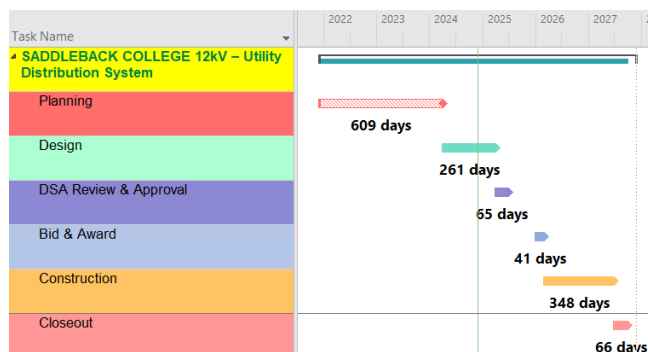 2022 2023 2024 2025 2026 2027
Task Name
SADDLEBACK COLLEGE 12kV – Utility
Distribution System
Planning
609 days
Design
261 days
DSA Review & Approval
65 days
Bid & Award
41 days
Construction
348 days
Closeout
66 days